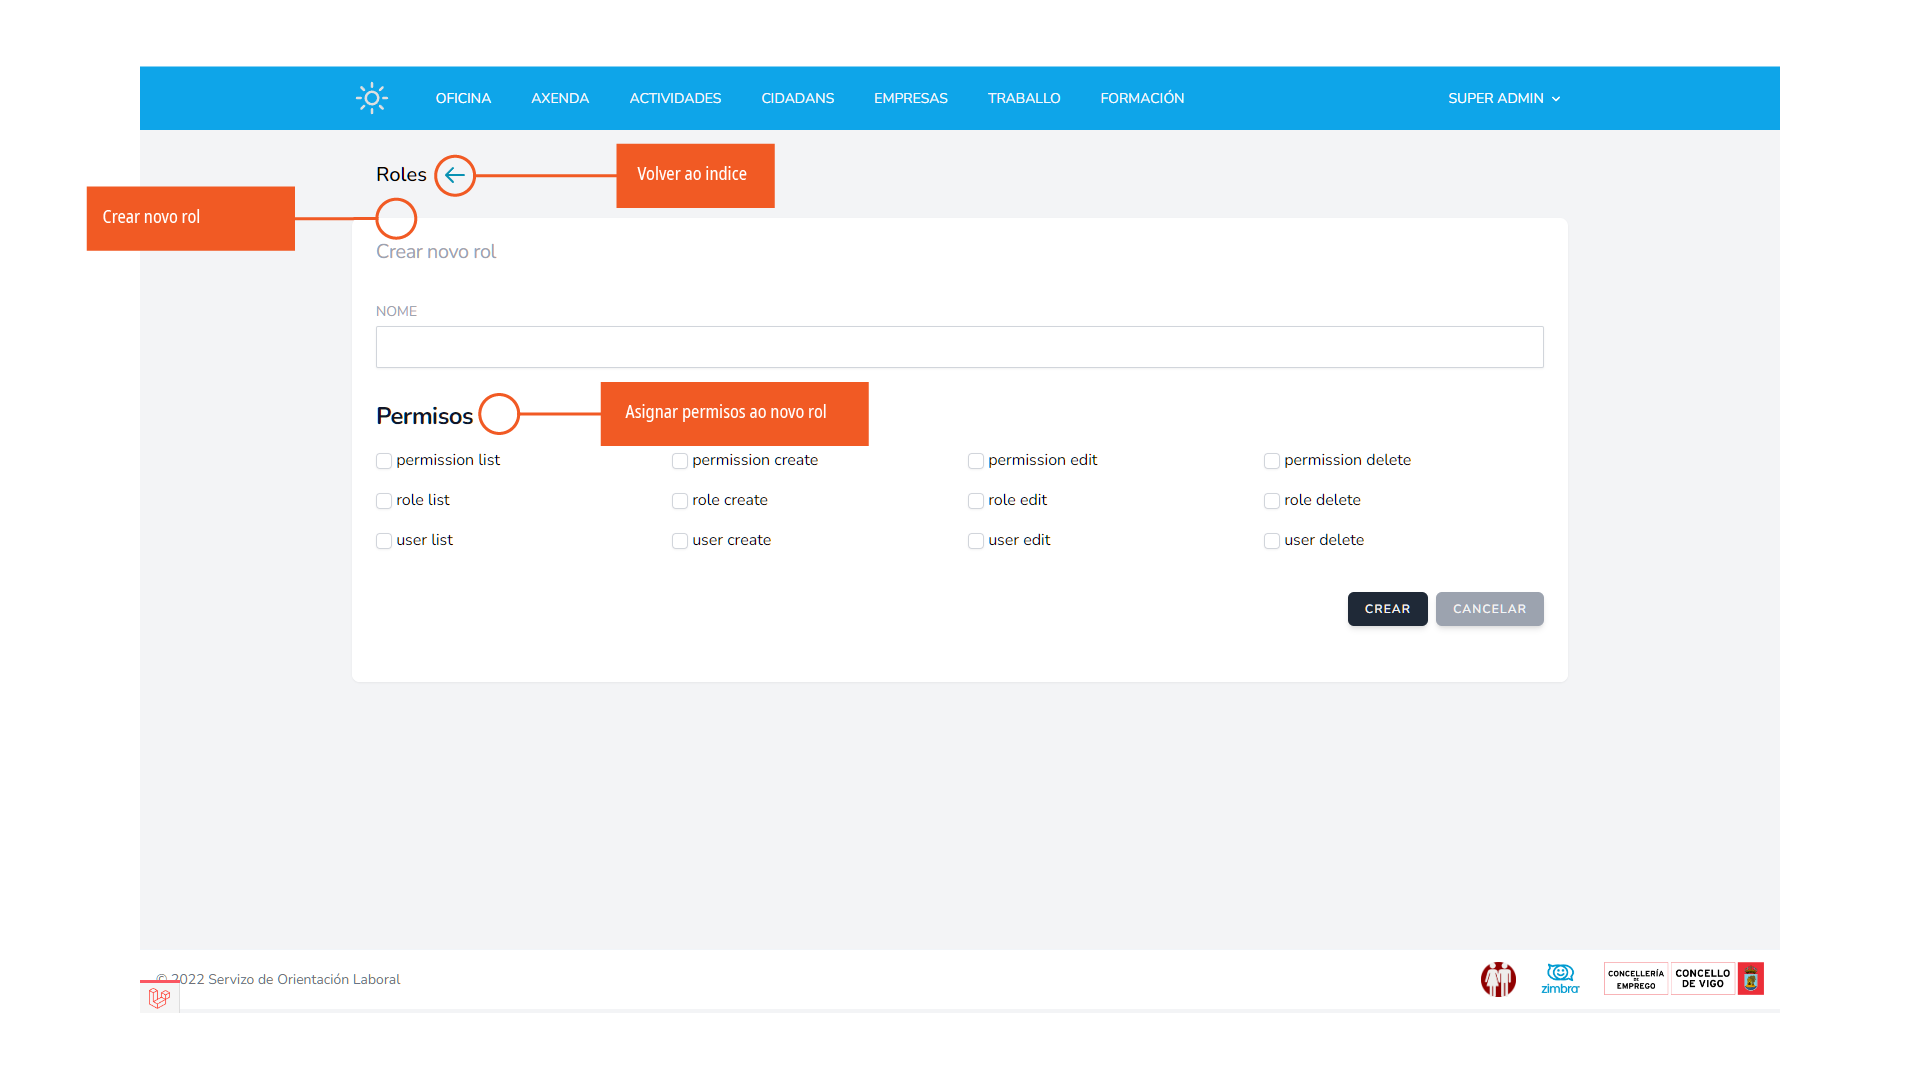 OFICINA AXENDA ACTIVIDADES CIDADANS EMPRESAS TRABALLO FORMACIÓN SUPER ADMIN
Roles
Volver ao indice
Crear novo rol
Crear novo rol
NOME
Permisos
Asignar permisos ao novo rol
permission list permission create permission edit permission delete
role list role create role edit role delete
user list user create user edit user delete
CREAR CANCELAR
© 2022 Servizo de Orientación Laboral
zimbra
CONCELLERÍA
DE
EMPREGO
CONCELLO
DE VIGO